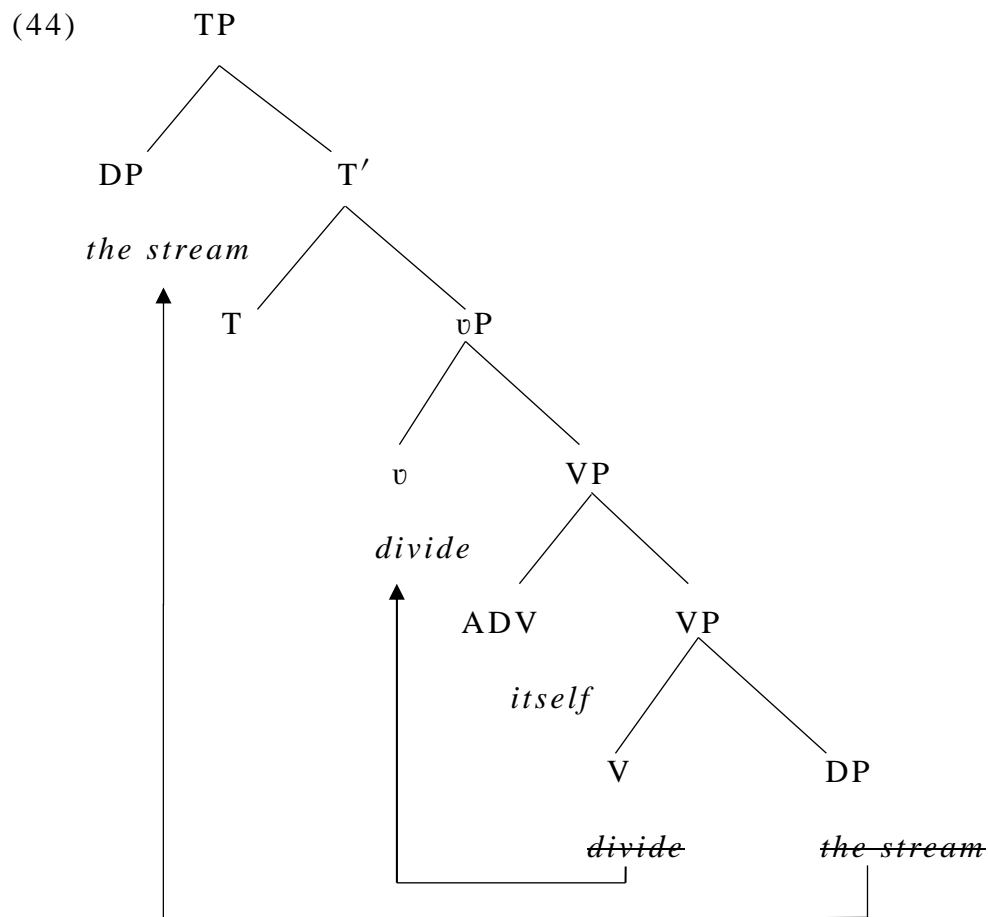 (44) TP
DP T′
the stream
T υP
υ VP
divide
ADV VP
itself
V DP
divide the stream